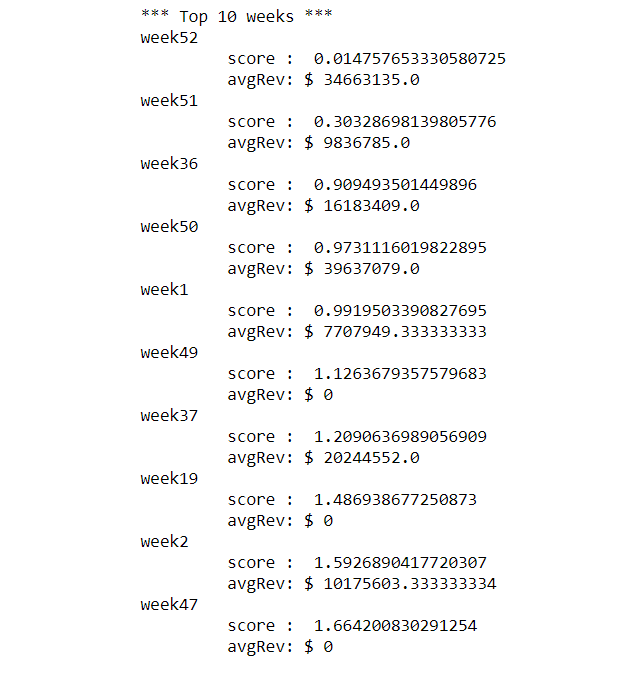 *** Top 10 weeks ***
week52
score :  0.014757653330580725
avgRev: $ 34663135.0
week51
score :  0.30328698139805776
avgRev: $ 9836785.0
week36
score :  0.909493501449896
avgRev: $ 16183409.0
week50
score :  0.9731116019822895
avgRev: $ 39637079.0
week1
score :  0.9919503390827695
avgRev: $ 7707949.333333333
week49
score :  1.1263679357579683
avgRev: $ 0
week37
score :  1.2090636989056909
avgRev: $ 20244552.0
week19
score :  1.486938677250873
avgRev: $ 0
week2
score :  1.5926890417720307
avgRev: $ 10175603.333333334
week47
score :  1.664200830291254
avgRev: $ 0